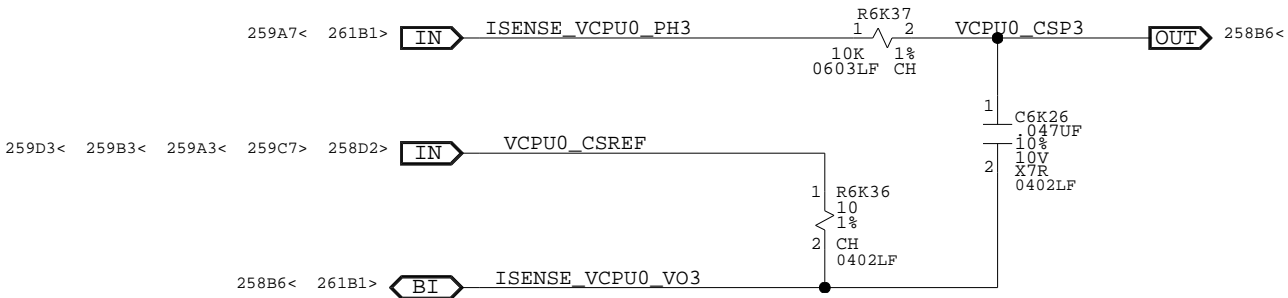 R6K37
259A7< 261B1> IN ISENSE_VCPU0_PH3 1 2 VCPU0_CSP3 OUT 258B6<
10K 1%
0603LF CH
1 C6K26
.047UF
10%
10V
X7R
2 0402LF
259D3< 259B3< 259A3< 259C7> 258D2> IN VCPU0_CSREF
1 R6K36
10
1%
2 CH
0402LF
258B6< 261B1> BI ISENSE_VCPU0_VO3